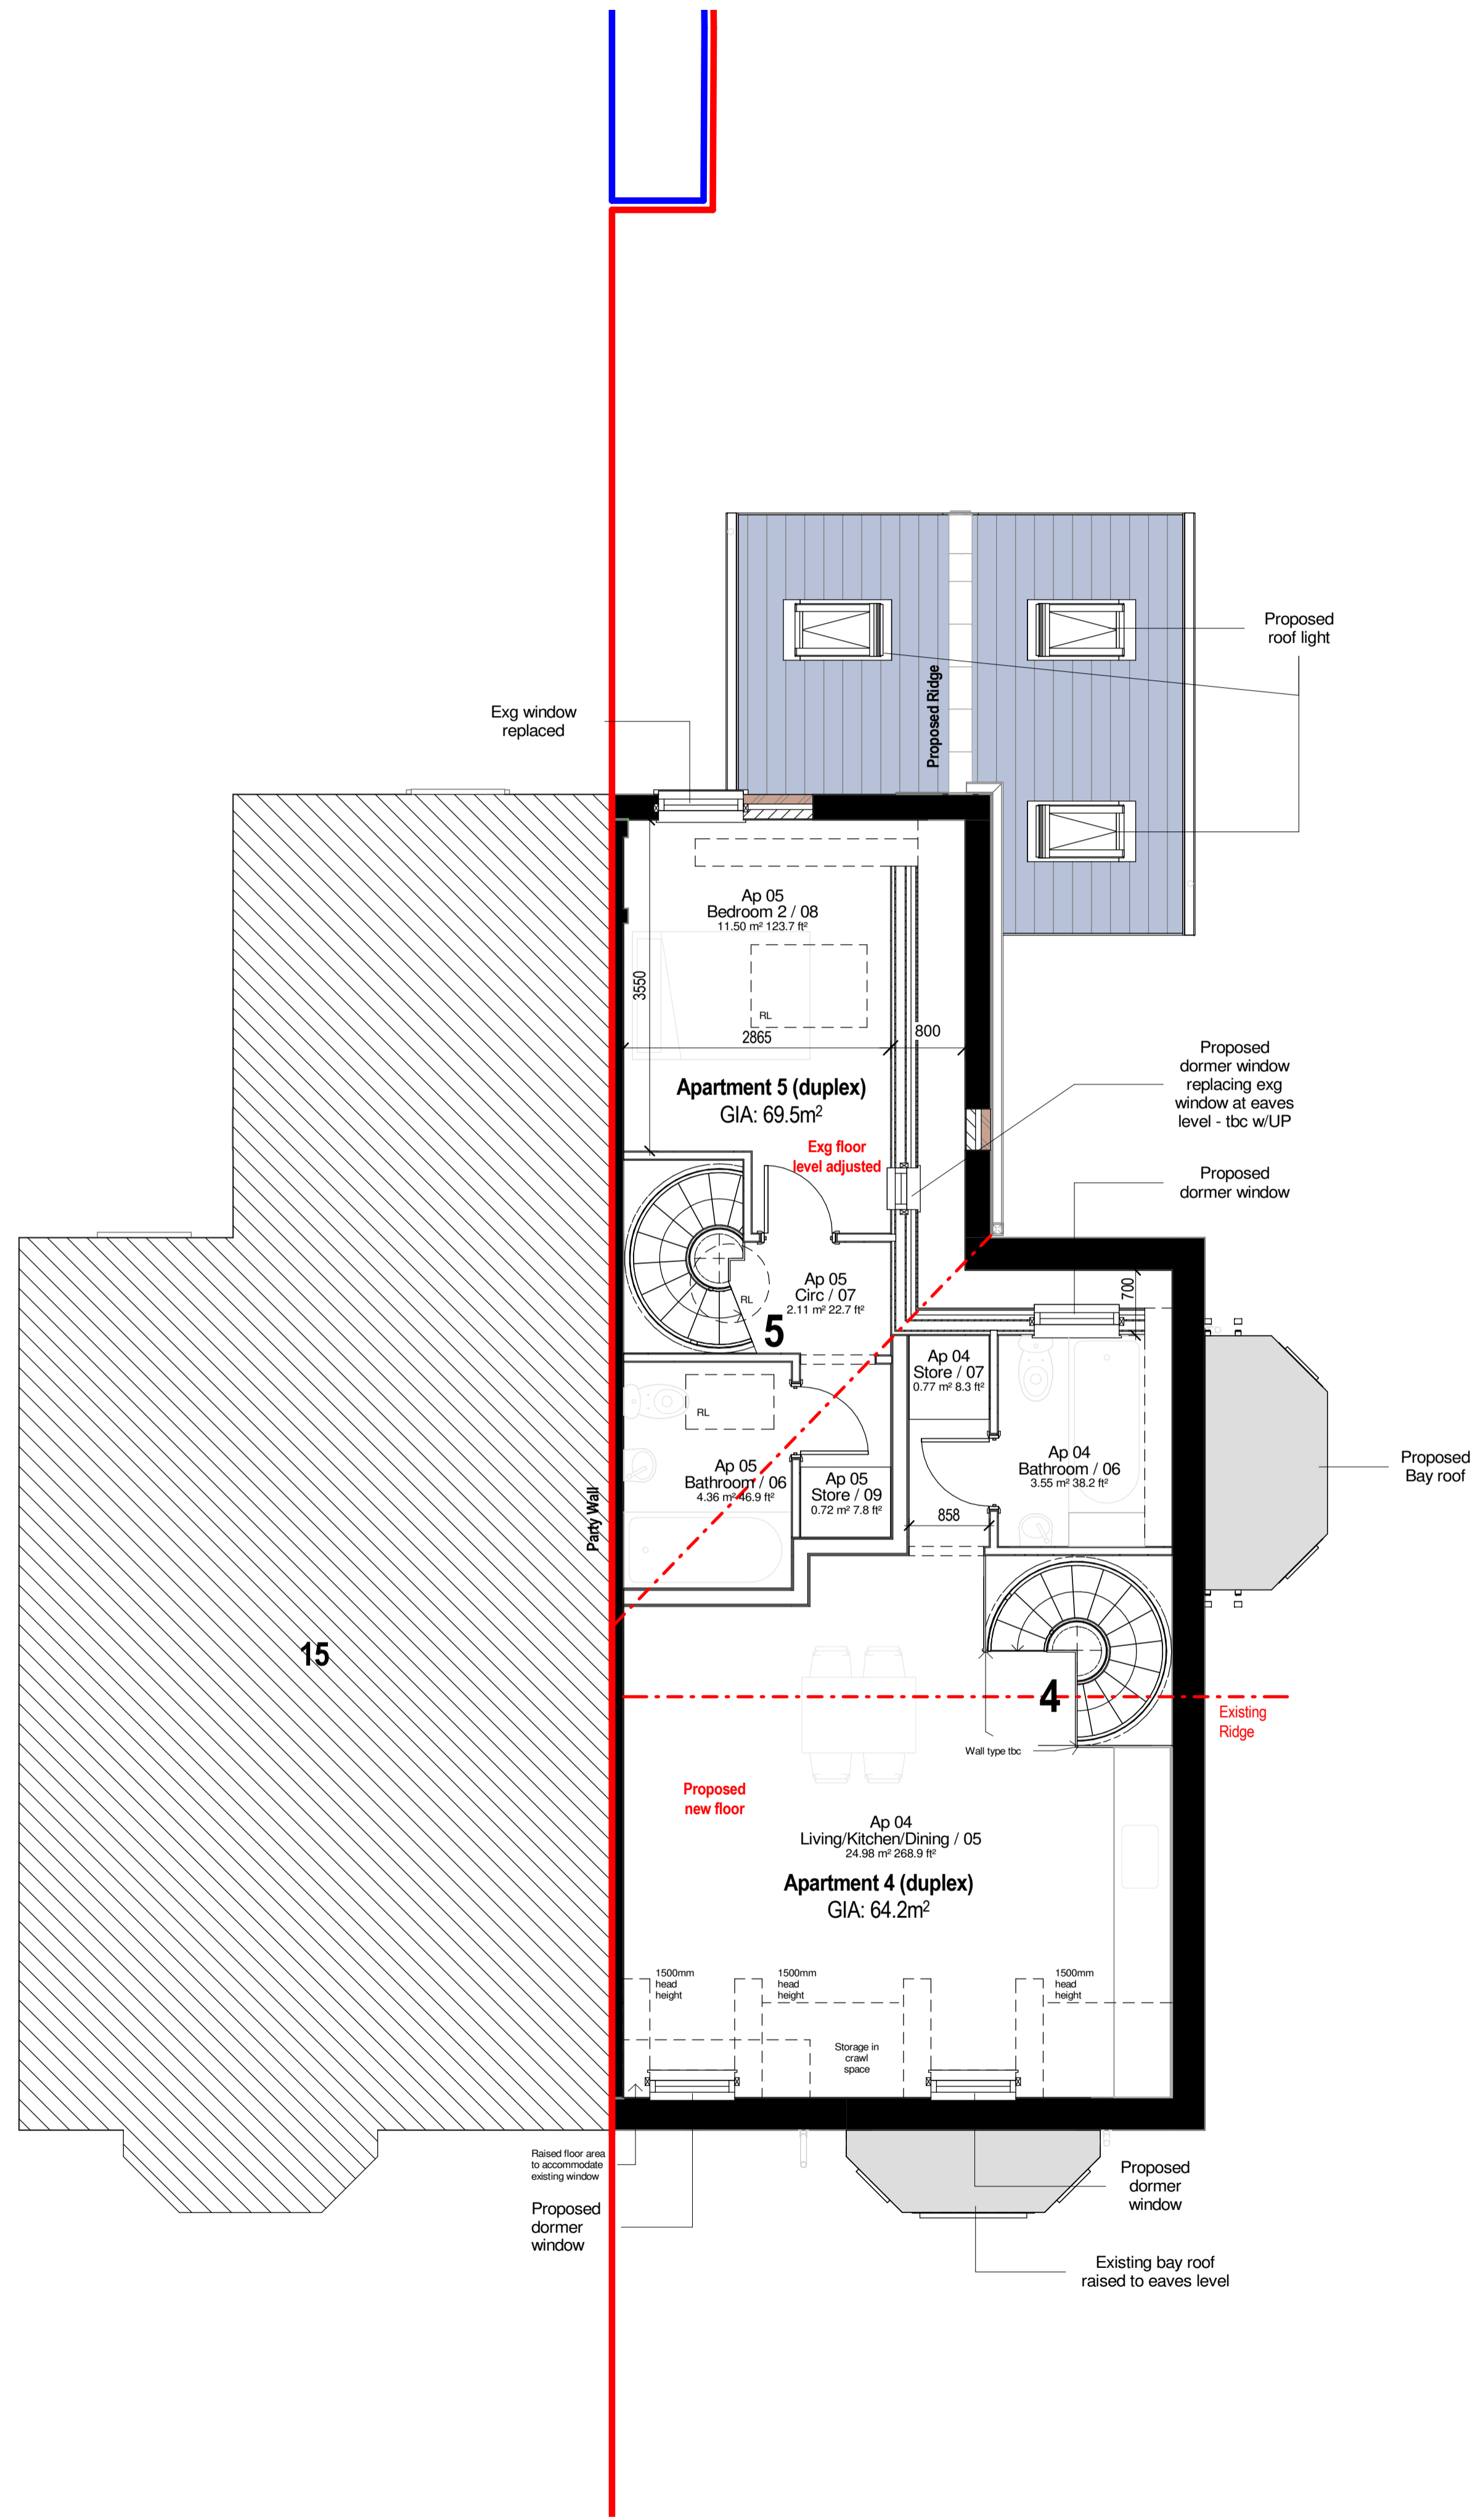 Proposed
roof light
Proposed Ridge
Exg window
replaced
Ap 05
Bedroom 2 / 08
11.50 m² 123.7 ft²
3550
RL
2865
800
Apartment 5 (duplex)
GIA: 69.5m²
Exg floor
level adjusted
Proposed
dormer window
replacing exg
window at eaves
level - tbc w/UP
Proposed
dormer window
Ap 05
Circ / 07
2.11 m² 22.7 ft²
RL
5
700
Ap 04
Store / 07
0.77 m² 8.3 ft²
RL
Ap 05
Bathroom / 06
4.36 m² 46.9 ft²
Ap 05
Store / 09
0.72 m² 7.8 ft²
Ap 04
Bathroom / 06
3.55 m² 38.2 ft²
858
Proposed
Bay roof
Party Wall
15
4
Existing
Ridge
Wall type tbc
Proposed
new floor
Ap 04
Living/Kitchen/Dining / 05
24.98 m² 268.9 ft²
Apartment 4 (duplex)
GIA: 64.2m²
1500mm
head
height
1500mm
head
height
1500mm
head
height
Storage in
crawl
space
Raised floor area
to accommodate
existing window
Proposed
dormer
window
Proposed
dormer
window
Existing bay roof
raised to eaves level